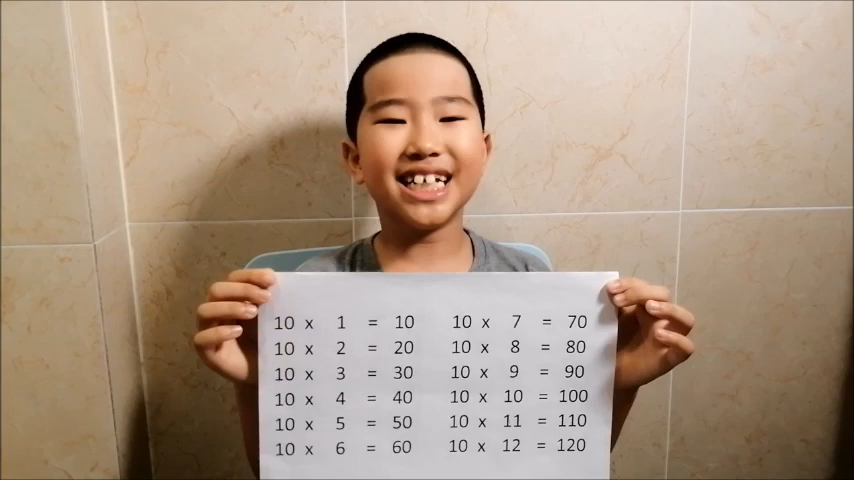 10 x 1 = 10
10 x 2 = 20
10 x 3 = 30
10 x 4 = 40
10 x 5 = 50
10 x 6 = 60
10 x 7 = 70
10 x 8 = 80
10 x 9 = 90
10 x 10 = 100
10 x 11 = 110
10 x 12 = 120